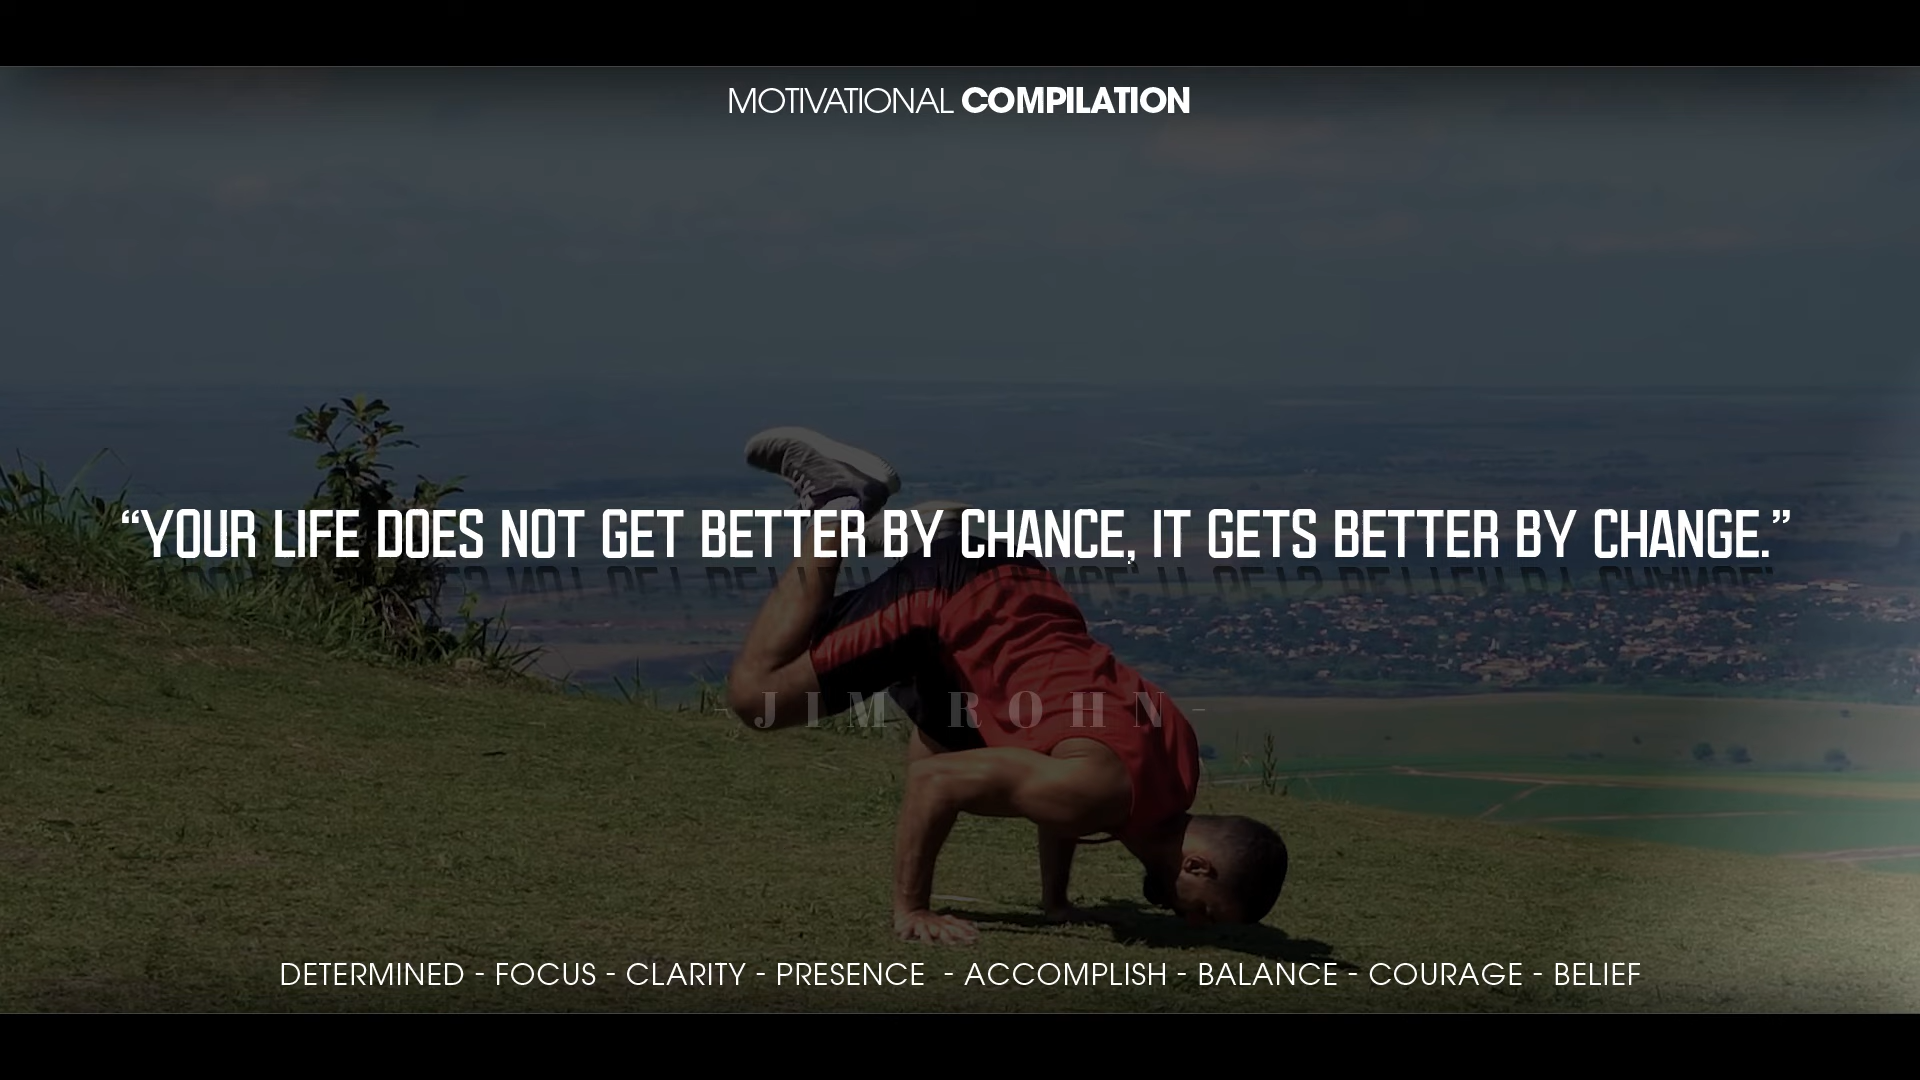 MOTIVATIONAL COMPILATION
“YOUR LIFE DOES NOT GET BETTER BY CHANCE, IT GETS BETTER BY CHANGE.”
- JIM ROHN -
DETERMINED - FOCUS - CLARITY - PRESENCE - ACCOMPLISH - BALANCE - COURAGE - BELIEF